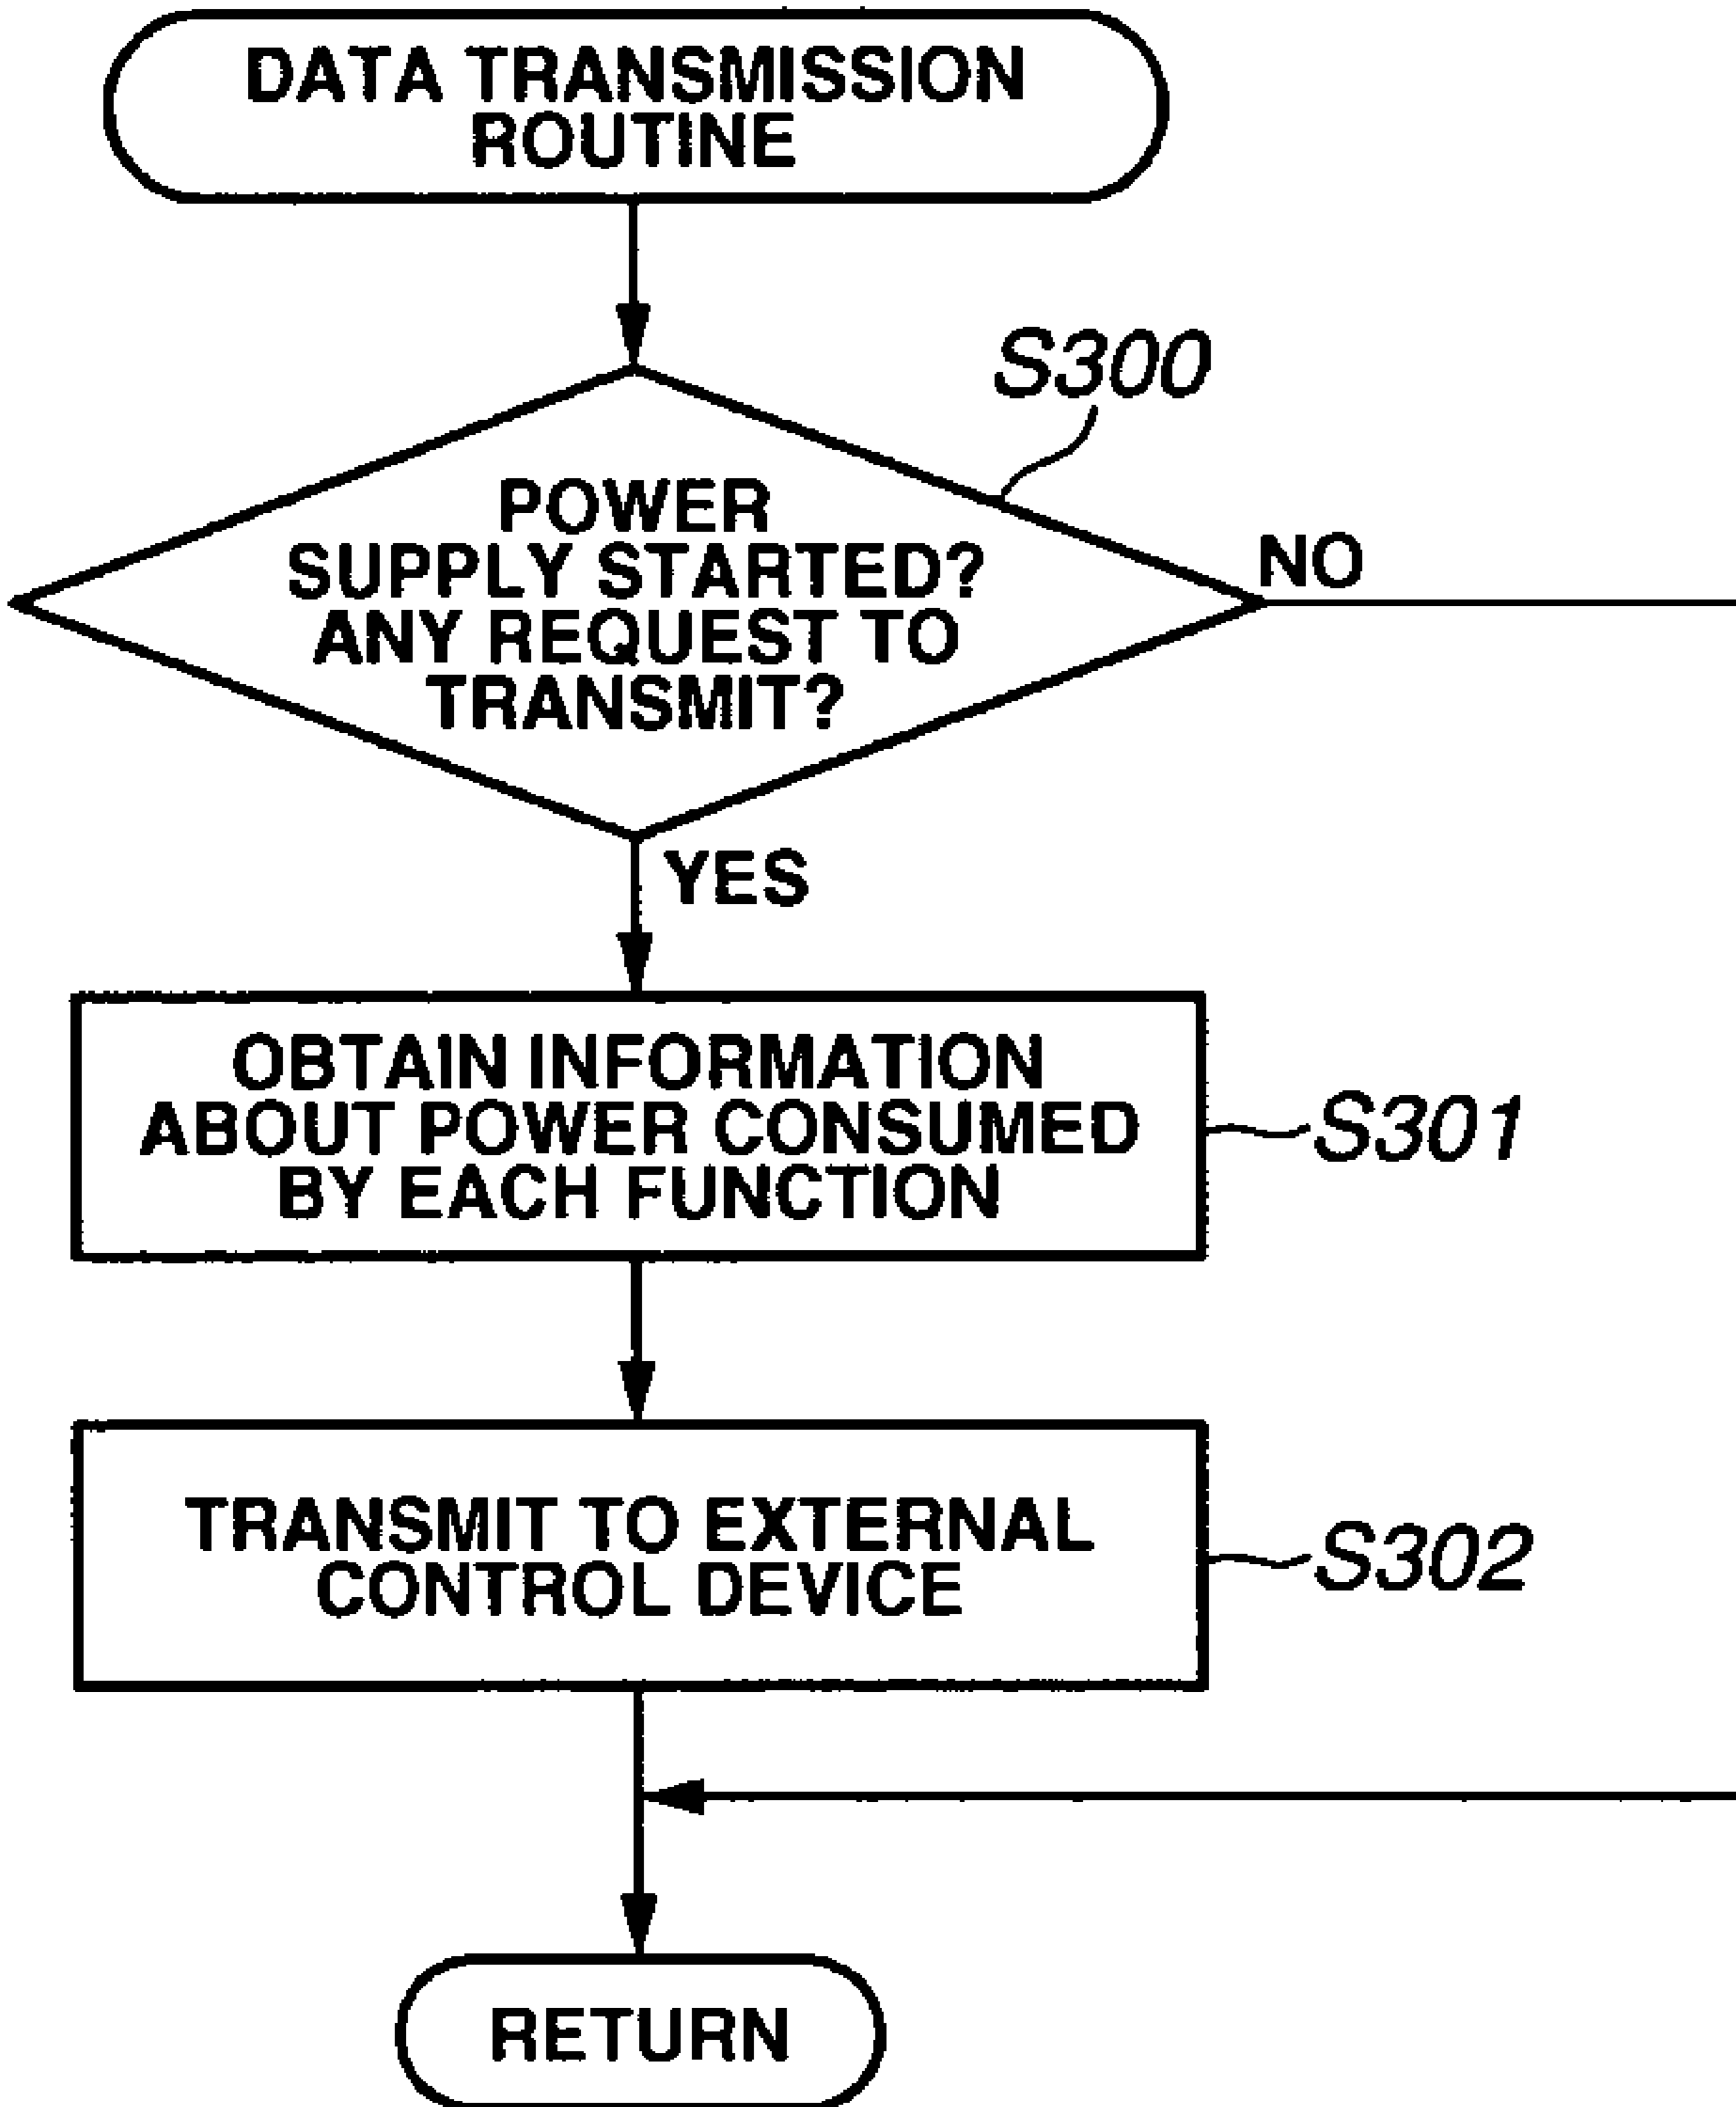 DATA TRANSMISSION
ROUTINE
S300
POWER
SUPPLY STARTED?
ANY REQUEST TO
TRANSMIT?
NO
YES
OBTAIN INFORMATION
ABOUT POWER CONSUMED
BY EACH FUNCTION
S301
TRANSMIT TO EXTERNAL
CONTROL DEVICE
S302
RETURN